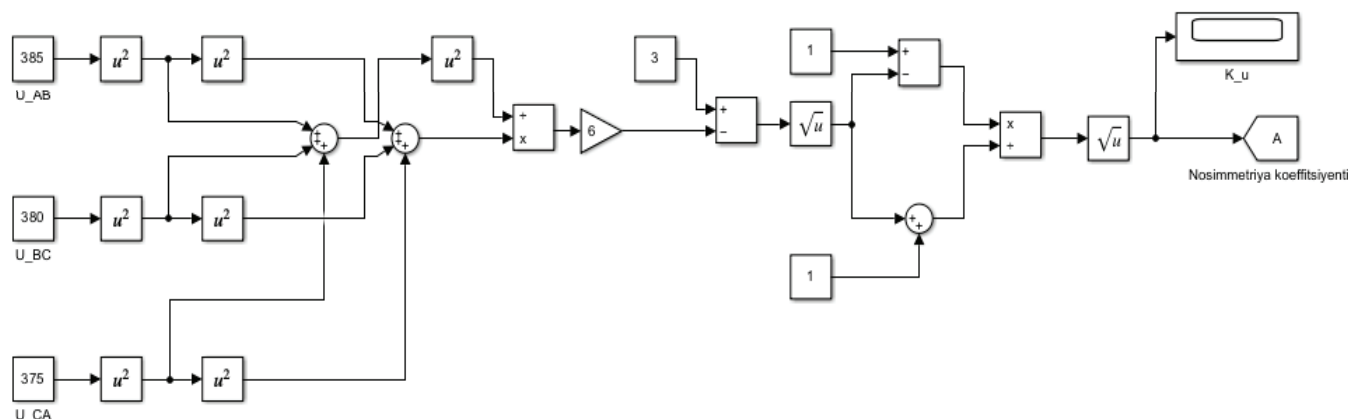 385
U_AB
u²
u²
u²
+
+
+
+
+
+
÷
x
6
3
+
−
√u
1
+
−
K_u
x
÷
√u
A
Nosimmetriya koeffitsiyenti
380
U_BC
u²
u²
+
+
1
375
U_CA
u²
u²